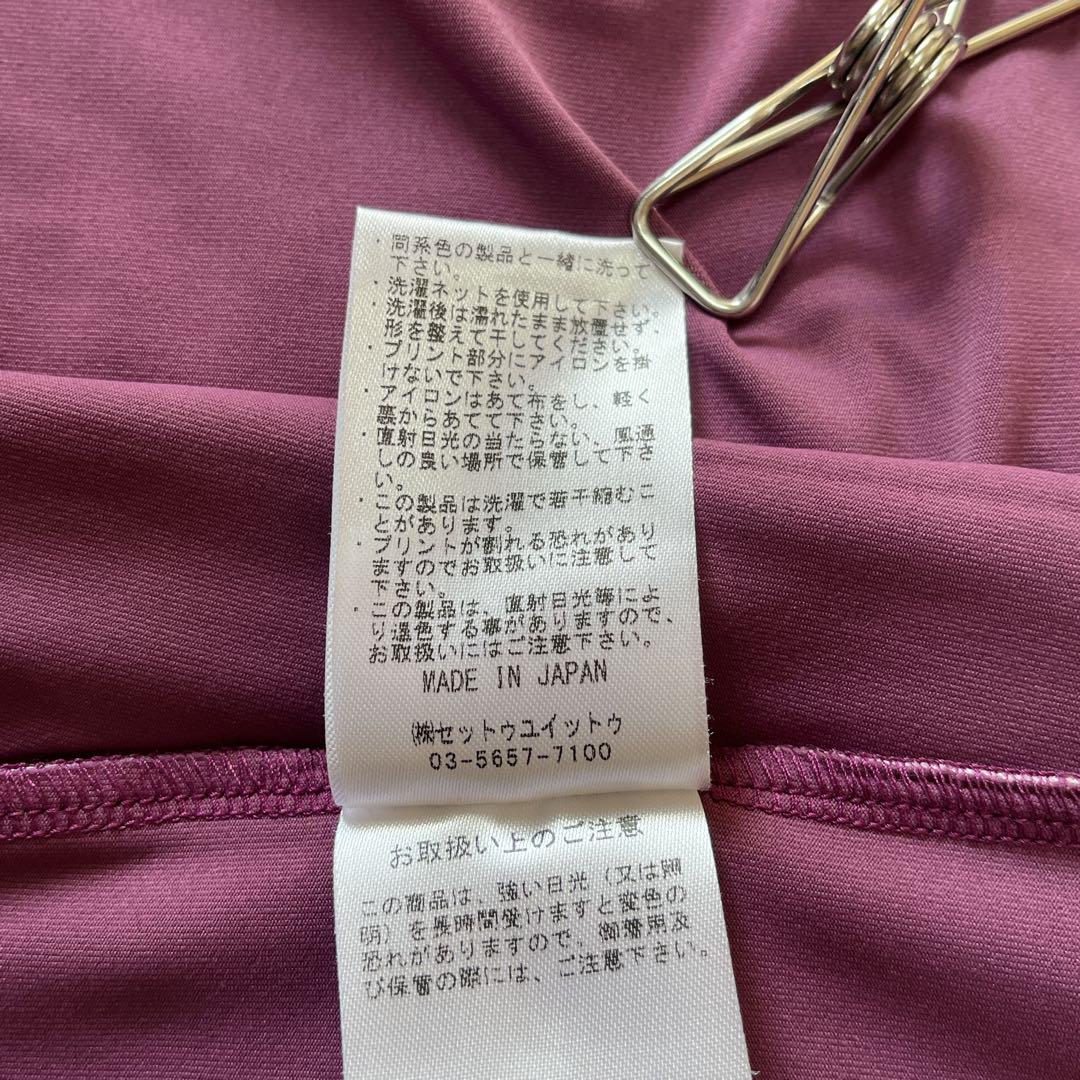 ・同系色の製品と一緒に洗って
下さい。
・洗濯ネットを使用して下さい。
・洗濯後は濡れたまま放置せず、
形を整えて干してください。
・プリント部分にアイロンを掛
けないで下さい。
・アイロンはあて布をし、軽く
裏からあてて下さい。
・直射日光の当たらない、風通
しの良い場所で保管して下さ
い。
・この製品は洗濯で若干縮むこ
とがあります。
・プリントが割れる恐れがあり
ますのでお取扱いに注意して
下さい。
・この製品は、直射日光等によ
り退色する事がありますので、
お取扱いにはご注意下さい。
MADE IN JAPAN
㈱セットゥユイットゥ
03-5657-7100
お取扱い上のご注意
この商品は、強い日光（又は照
明）を長時間受けますと変色の
恐れがありますので、御着用及
び保管の際には、ご注意下さい。